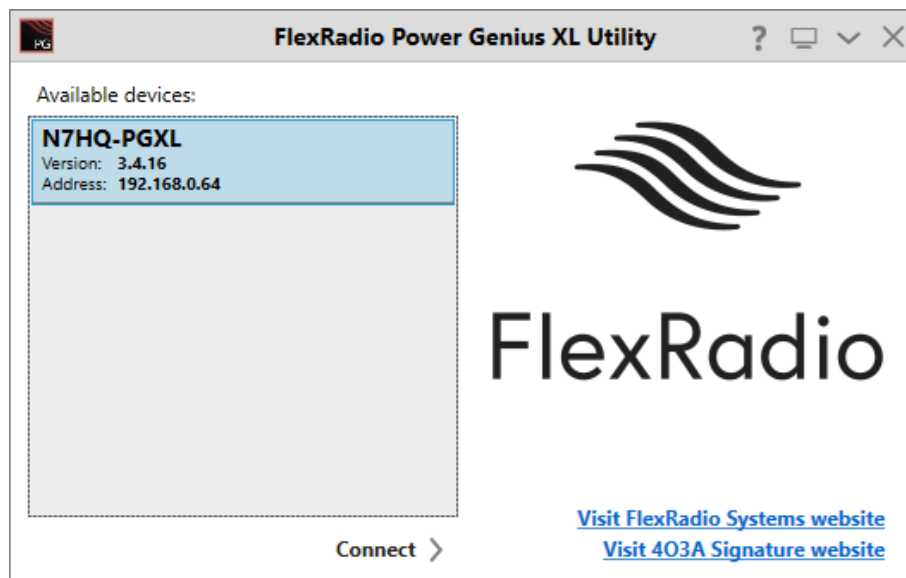 PG
FlexRadio Power Genius XL Utility
?
Available devices:
N7HQ-PGXL
Version: 3.4.16
Address: 192.168.0.64
FlexRadio
Connect
Visit FlexRadio Systems website
Visit 4O3A Signature website